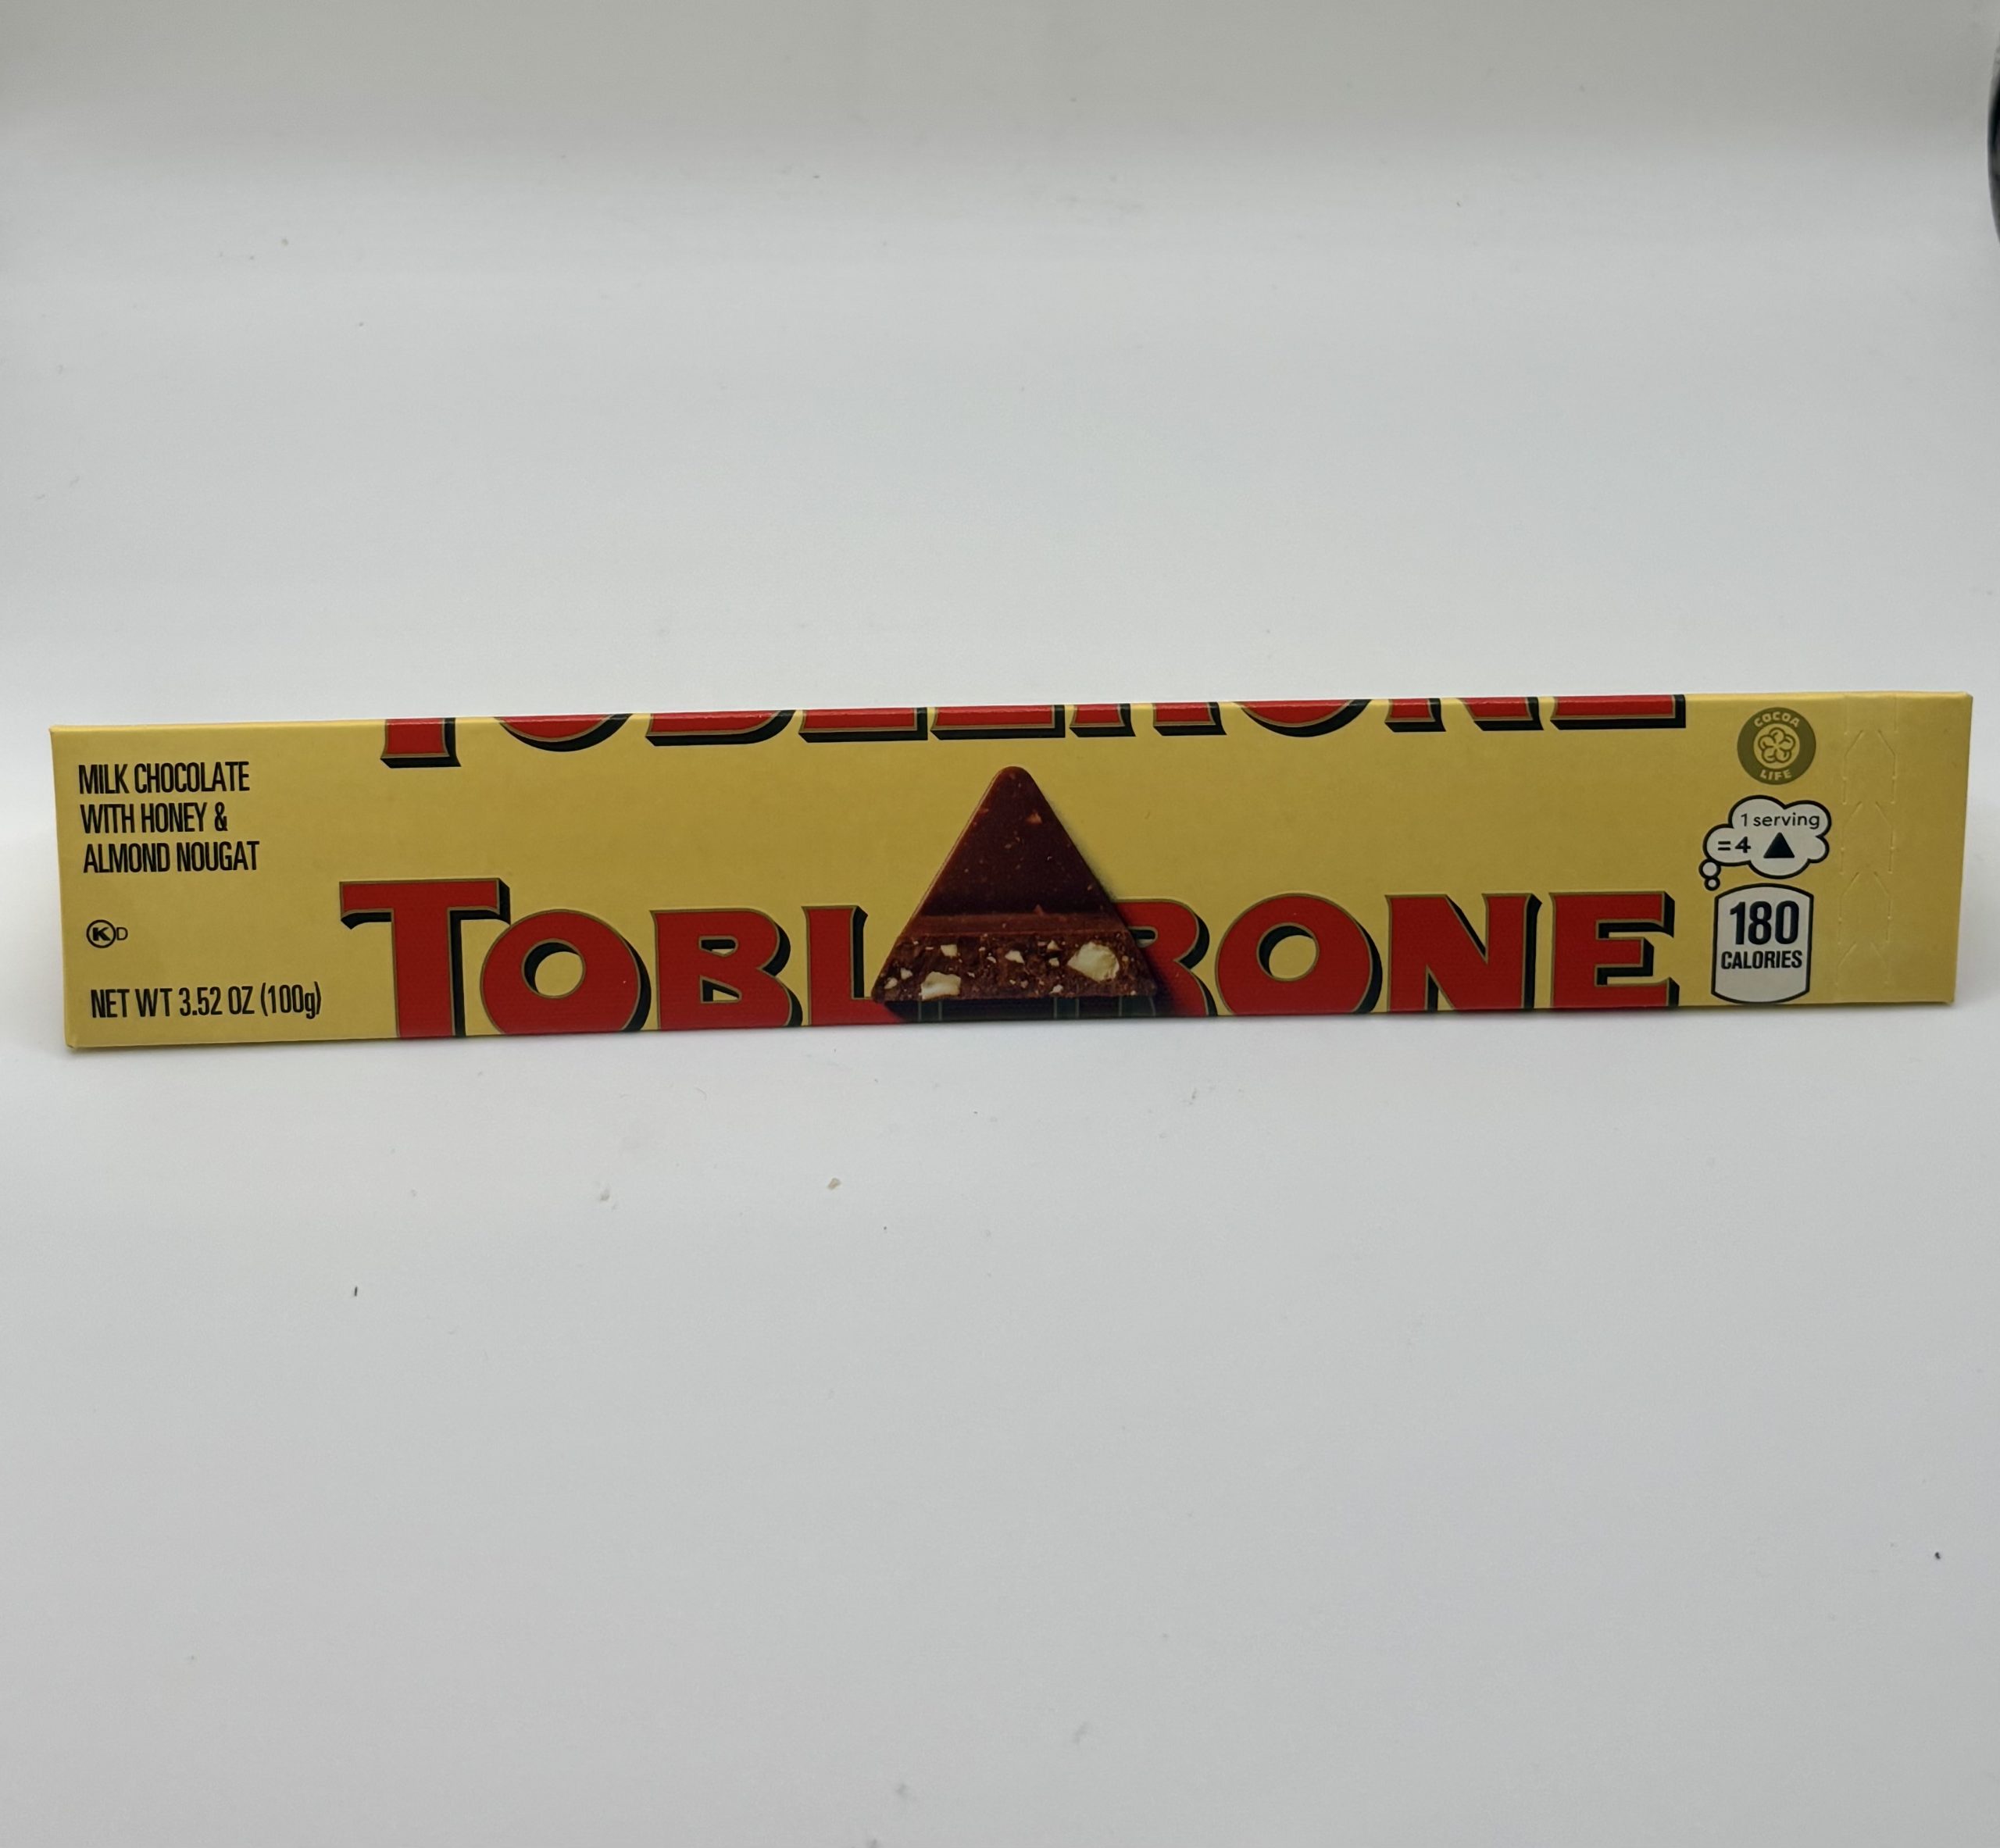 TOBLERONE
MILK CHOCOLATE
WITH HONEY &
ALMOND NOUGAT
K D
NET WT 3.52 OZ (100g)
TOBLERONE
COCOA
LIFE
1 serving
= 4
180
CALORIES